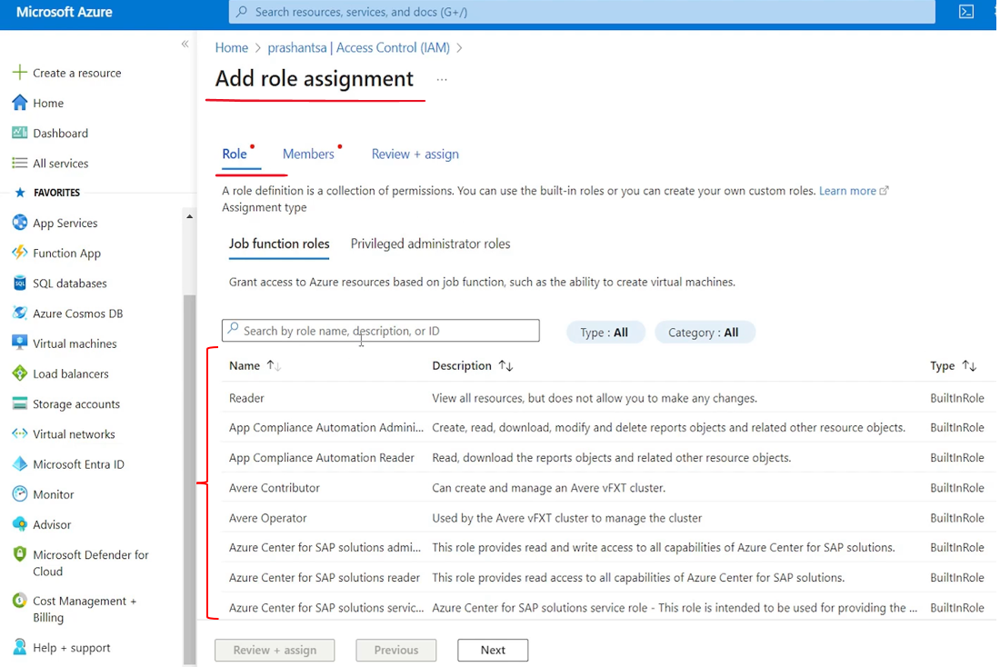 Microsoft Azure
Search resources, services, and docs (G+/)
«
Create a resource
Home
Dashboard
All services
FAVORITES
App Services
Function App
SQL databases
Azure Cosmos DB
Virtual machines
Load balancers
Storage accounts
Virtual networks
Microsoft Entra ID
Monitor
Advisor
Microsoft Defender for
Cloud
Cost Management +
Billing
Help + support
Home > prashantsa | Access Control (IAM) >
Add role assignment ...
Role Members Review + assign
A role definition is a collection of permissions. You can use the built-in roles or you can create your own custom roles. Learn more
Assignment type
Job function roles Privileged administrator roles
Grant access to Azure resources based on job function, such as the ability to create virtual machines.
Search by role name, description, or ID Type : All Category : All
Name ↑↓ Description ↑↓ Type ↑↓
Reader View all resources, but does not allow you to make any changes. BuiltInRole
App Compliance Automation Admini... Create, read, download, modify and delete reports objects and related other resource objects. BuiltInRole
App Compliance Automation Reader Read, download the reports objects and related other resource objects. BuiltInRole
Avere Contributor Can create and manage an Avere vFXT cluster. BuiltInRole
Avere Operator Used by the Avere vFXT cluster to manage the cluster BuiltInRole
Azure Center for SAP solutions admi... This role provides read and write access to all capabilities of Azure Center for SAP solutions. BuiltInRole
Azure Center for SAP solutions reader This role provides read access to all capabilities of Azure Center for SAP solutions. BuiltInRole
Azure Center for SAP solutions servic... Azure Center for SAP solutions service role - This role is intended to be used for providing the ... BuiltInRole
Review + assign Previous Next